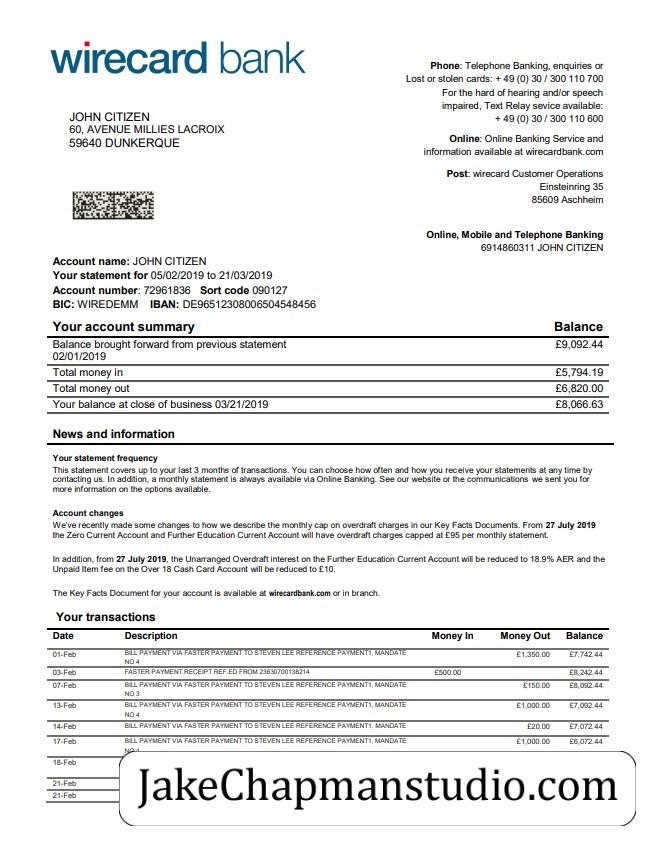 wirecard bank
Phone: Telephone Banking, enquiries or
Lost or stolen cards: + 49 (0) 30 / 300 110 700
For the hard of hearing and/or speech
impaired, Text Relay sevice available:
+ 49 (0) 30 / 300 110 600
Online: Online Banking Service and
information available at wirecardbank.com
Post: wirecard Customer Operations
Einsteinring 35
85609 Aschheim
JOHN CITIZEN
60, AVENUE MILLIES LACROIX
59640 DUNKERQUE
Online, Mobile and Telephone Banking
6914860311 JOHN CITIZEN
Account name: JOHN CITIZEN
Your statement for 05/02/2019 to 21/03/2019
Account number: 72961836 Sort code 090127
BIC: WIREDEMM IBAN: DE96512308006504548456
Your account summary Balance
Balance brought forward from previous statement £9,092.44
02/01/2019
Total money in £5,794.19
Total money out £6,820.00
Your balance at close of business 03/21/2019 £8,066.63
News and information
Your statement frequency
This statement covers up to your last 3 months of transactions. You can choose how often and how you receive your statements at any time by
contacting us. In addition, a monthly statement is always available via Online Banking. See our website or the communications we sent you for
more information on the options available.
Account changes
We've recently made some changes to how we describe the monthly cap on overdraft charges in our Key Facts Documents. From 27 July 2019
the Zero Current Account and Further Education Current Account will have overdraft charges capped at £95 per monthly statement.
In addition, from 27 July 2019, the Unarranged Overdraft interest on the Further Education Current Account will be reduced to 18.9% AER and the
Unpaid Item fee on the Over 18 Cash Card Account will be reduced to £10.
The Key Facts Document for your account is available at wirecardbank.com or in branch.
Your transactions
Date Description Money In Money Out Balance
01-Feb BILL PAYMENT VIA FASTER PAYMENT TO STEVEN LEE REFERENCE PAYMENT1, MANDATE £1,350.00 £7,742.44
NO 4
03-Feb FASTER PAYMENT RECEIPT REF.ED FROM 23630700138214 £500.00 £8,242.44
07-Feb BILL PAYMENT VIA FASTER PAYMENT TO STEVEN LEE REFERENCE PAYMENT1, MANDATE £150.00 £8,092.44
NO 3
13-Feb BILL PAYMENT VIA FASTER PAYMENT TO STEVEN LEE REFERENCE PAYMENT1, MANDATE £1,000.00 £7,092.44
NO 4
14-Feb BILL PAYMENT VIA FASTER PAYMENT TO STEVEN LEE REFERENCE PAYMENT1, MANDATE £20.00 £7,072.44
17-Feb BILL PAYMENT VIA FASTER PAYMENT TO STEVEN LEE REFERENCE PAYMENT1, MANDATE £1,000.00 £6,072.44
NO 4
18-Feb
21-Feb
21-Feb
JakeChapmanstudio.com